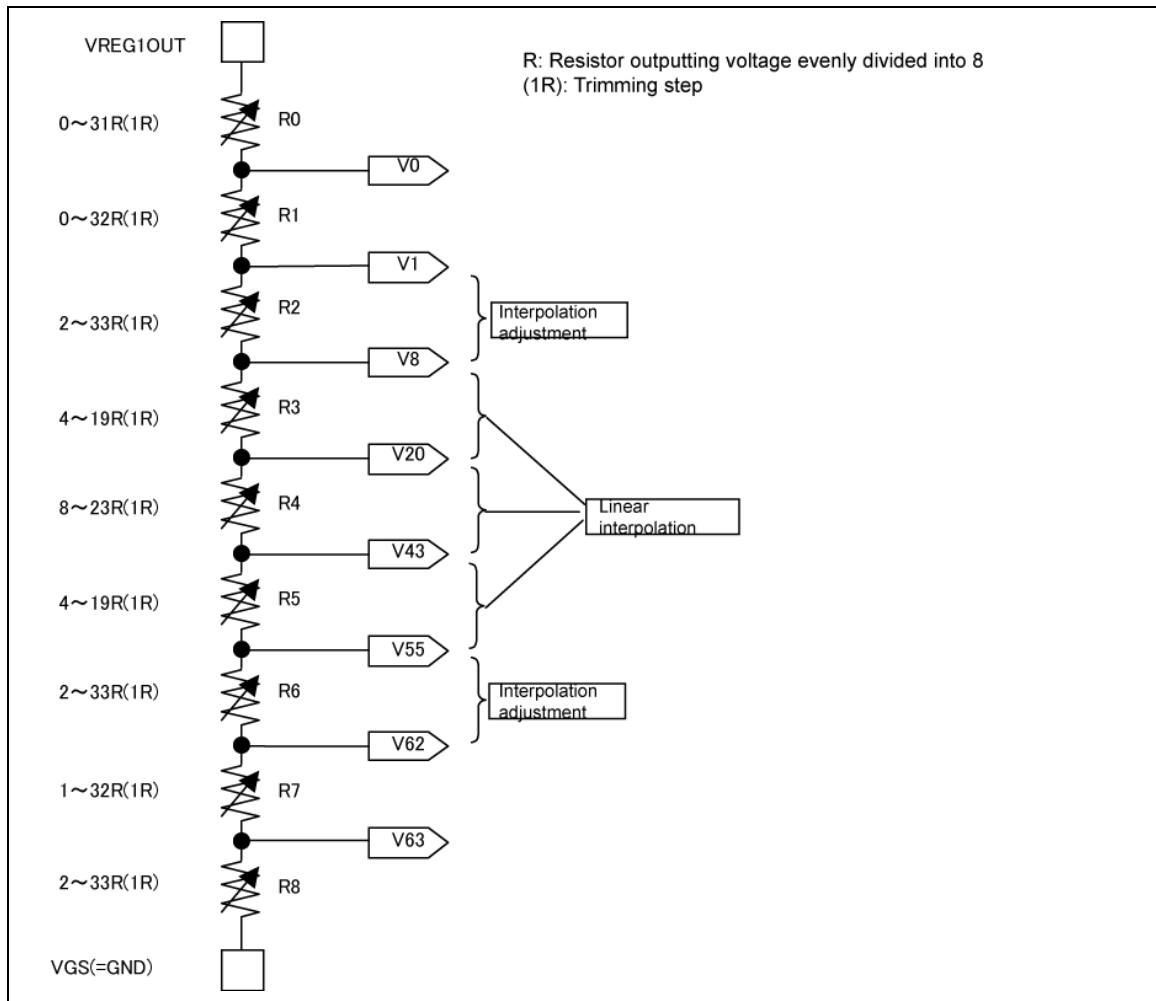 VREG1OUT
R: Resistor outputting voltage evenly divided into 8
(1R): Trimming step
0～31R(1R)
R0
V0
0～32R(1R)
R1
V1
2～33R(1R)
R2
Interpolation
adjustment
V8
4～19R(1R)
R3
V20
8～23R(1R)
R4
Linear
interpolation
V43
4～19R(1R)
R5
V55
2～33R(1R)
R6
Interpolation
adjustment
V62
1～32R(1R)
R7
V63
2～33R(1R)
R8
VGS(=GND)